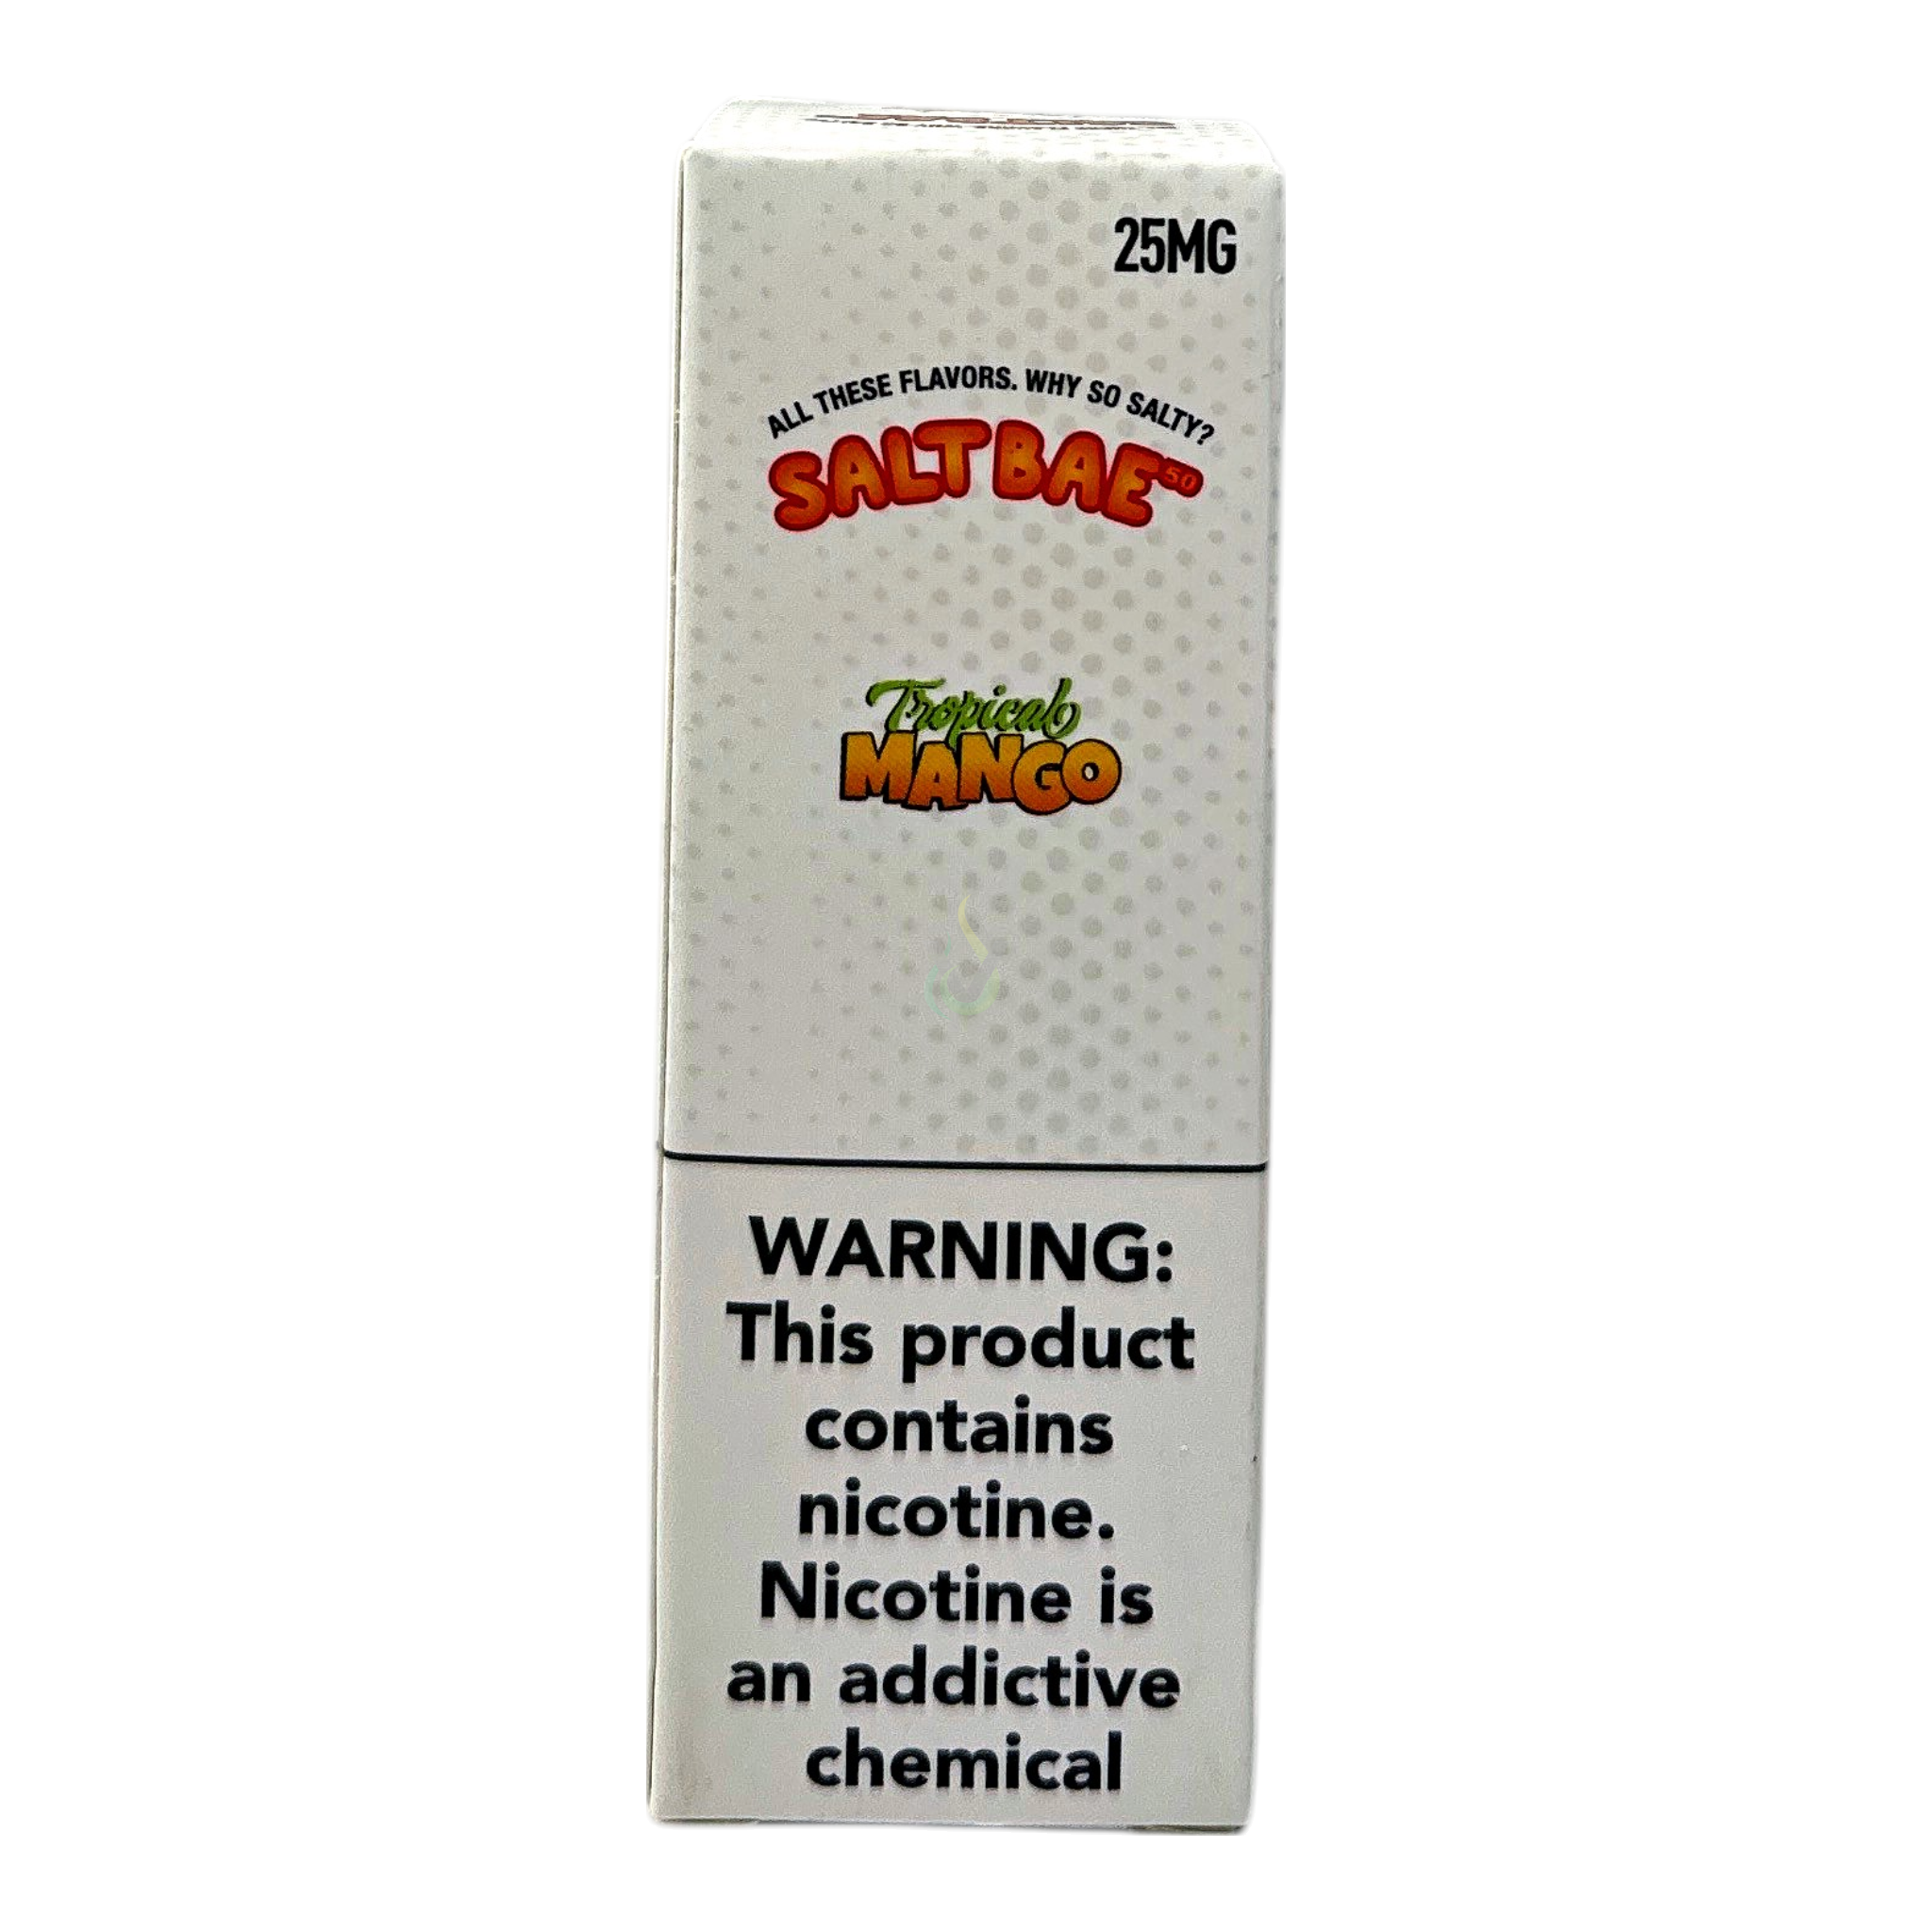 25MG
ALL THESE FLAVORS. WHY SO SALTY?
SALT BAE 50
Tropical
MANGO
WARNING:
This product
contains
nicotine.
Nicotine is
an addictive
chemical